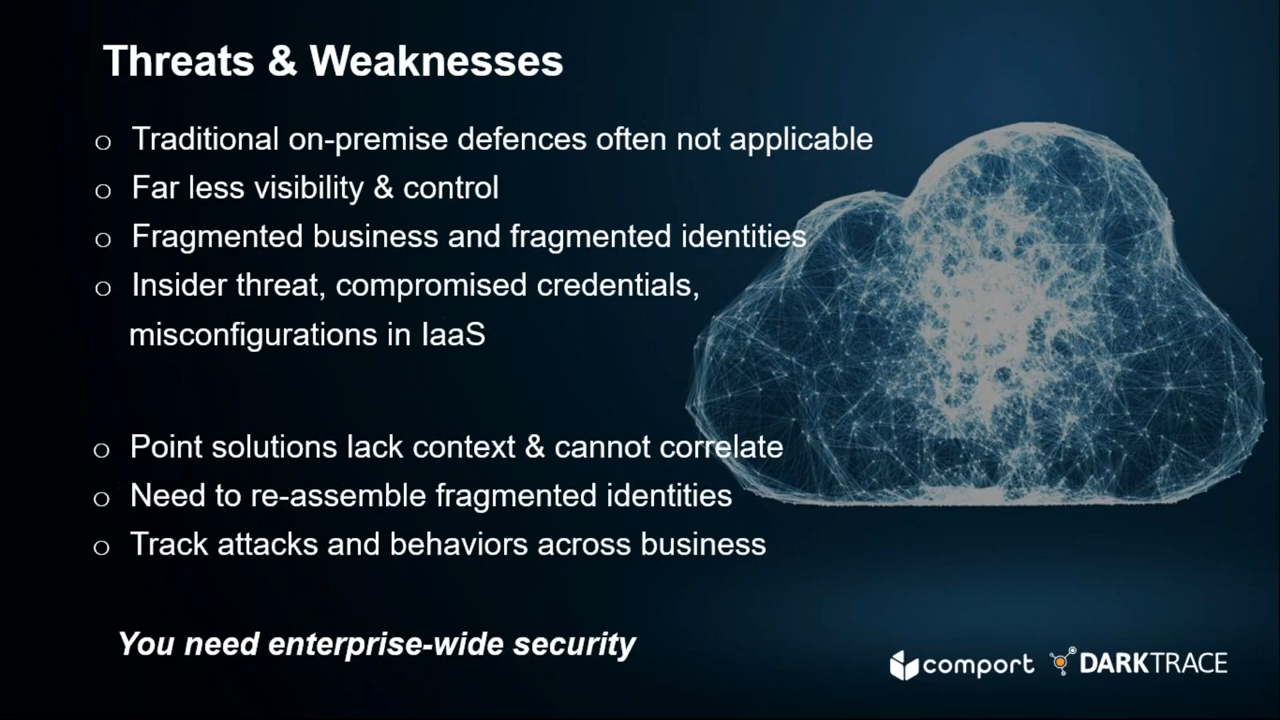 Threats & Weaknesses
o Traditional on-premise defences often not applicable
o Far less visibility & control
o Fragmented business and fragmented identities
o Insider threat, compromised credentials,
misconfigurations in IaaS
o Point solutions lack context & cannot correlate
o Need to re-assemble fragmented identities
o Track attacks and behaviors across business
You need enterprise-wide security
comport DARKTRACE